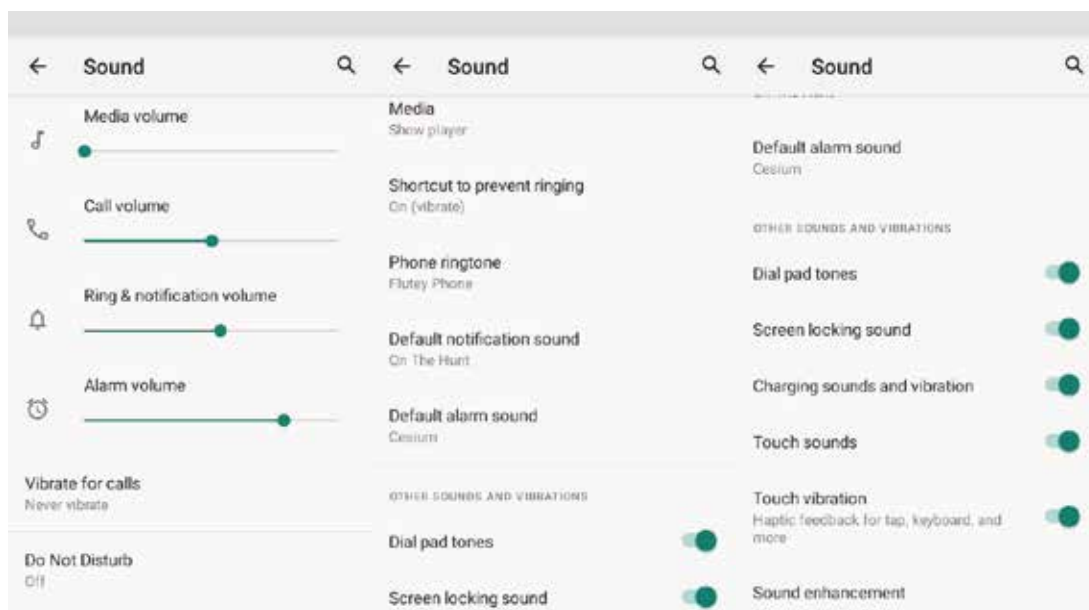 Sound
Media volume
Call volume
Ring & notification volume
Alarm volume
Vibrate for calls
Never vibrate
Do Not Disturb
Off
Sound
Media
Show player
Shortcut to prevent ringing
On (vibrate)
Phone ringtone
Flutey Phone
Default notification sound
On The Hunt
Default alarm sound
Cesium
OTHER SOUNDS AND VIBRATIONS
Dial pad tones
Screen locking sound
Sound
Default alarm sound
Cesium
OTHER SOUNDS AND VIBRATIONS
Dial pad tones
Screen locking sound
Charging sounds and vibration
Touch sounds
Touch vibration
Haptic feedback for tap, keyboard, and
more
Sound enhancement